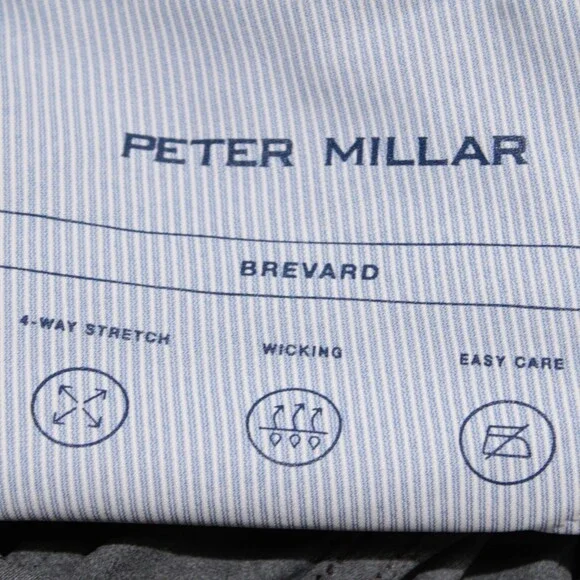 PETER MILLAR
BREVARD
4-WAY STRETCH
WICKING
EASY CARE